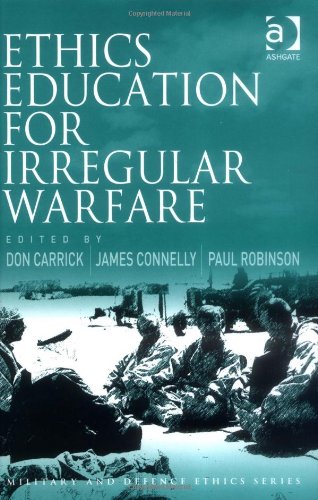 a
ASHGATE
ETHICS
EDUCATION
FOR
IRREGULAR
WARFARE
EDITED BY
DON CARRICK | JAMES CONNELLY | PAUL ROBINSON
MILITARY AND DEFENCE ETHICS SERIES